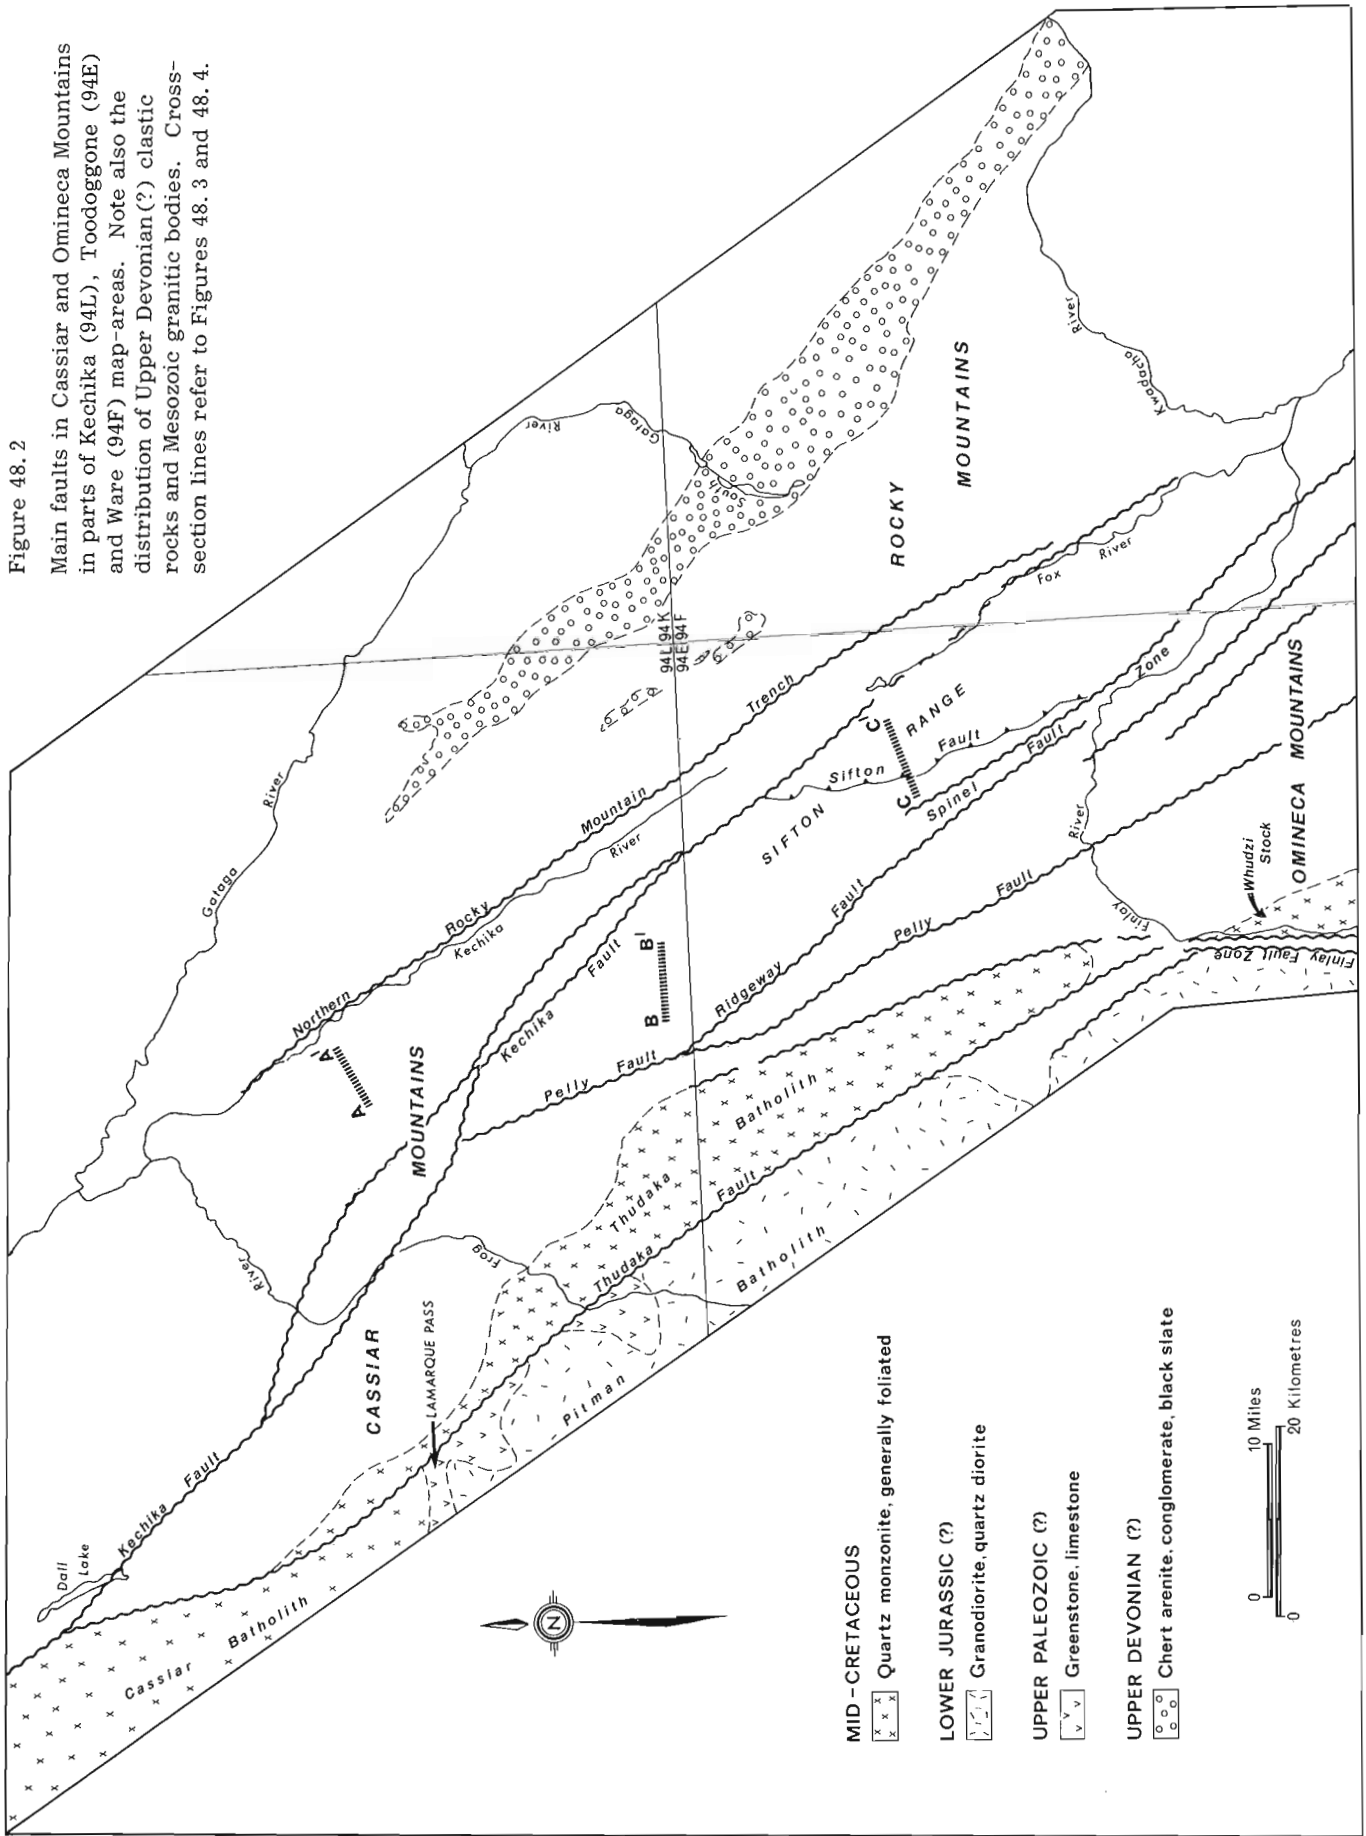 Figure 48.2
Main faults in Cassiar and Omineca Mountains
in parts of Kechika (94L), Toodoggone (94E)
and Ware (94F) map-areas. Note also the
distribution of Upper Devonian(?) clastic
rocks and Mesozoic granitic bodies. Cross-
section lines refer to Figures 48.3 and 48.4.
Dall
Lake
Kechika Fault
Cassiar Batholith
CASSIAR
MOUNTAINS
LAMARQUE PASS
River
Frog
Gataga
River
Northern Rocky Mountain Trench
Kechika
River
A
A'
Kechika
Fault
B
B'
Pelly
Fault
Thudaka
Batholith
Thudaka
Fault
Pitman
Batholith
Ridgeway
Fault
Pelly
Fault
SIFTON
RANGE
Sifton
Fault
C
C'
Spinel
Fault
Zone
94L 94K
94E 94F
River
Gataga
South
ROCKY
MOUNTAINS
Fox
River
River
Kwadacha
Finlay
River
Finlay Fault Zone
Whudzi
Stock
OMINECA MOUNTAINS
N
MID-CRETACEOUS
Quartz monzonite, generally foliated
LOWER JURASSIC (?)
Granodiorite, quartz diorite
UPPER PALEOZOIC (?)
Greenstone, limestone
UPPER DEVONIAN (?)
Chert arenite, conglomerate, black slate
0 10 Miles
0 20 Kilometres